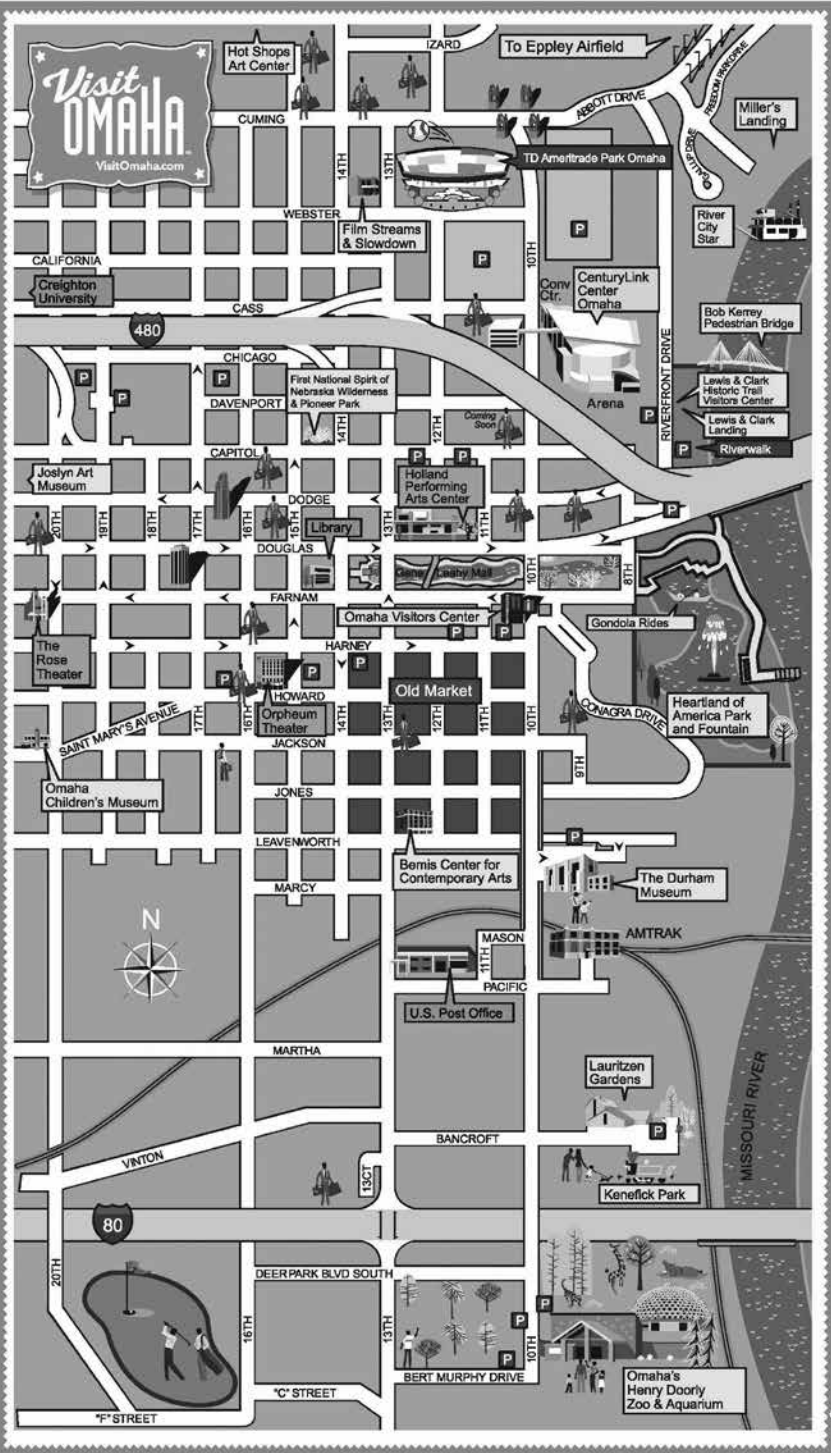 Visit
OMAHA
VisitOmaha.com
Hot Shops
Art Center
IZARD
To Eppley Airfield
ABBOTT DRIVE
FREEDOM PARK DRIVE
GALLUP DRIVE
Miller's
Landing
CUMING
14TH
13TH
TD Ameritrade Park Omaha
WEBSTER
Film Streams
& Slowdown
River
City
Star
CALIFORNIA
P
P
10TH
Creighton
University
Conv
Ctr.
CenturyLink
Center
Omaha
CASS
480
Bob Kerrey
Pedestrian Bridge
RIVERFRONT DRIVE
CHICAGO
P
P
P
First National Spirit of
Nebraska Wilderness
& Pioneer Park
Lewis & Clark
Historic Trail
Visitors Center
DAVENPORT
14TH
12TH
Coming
Soon
Arena
P
Lewis & Clark
Landing
P
Riverwalk
CAPITOL
P
P
Joslyn Art
Museum
Holland
Performing
Arts Center
DODGE
P
20TH
19TH
18TH
17TH
16TH
15TH
Library
13TH
11TH
DOUGLAS
Gene Leahy Mall
10TH
8TH
FARNAM
Omaha Visitors Center
P
P
Gondola Rides
The
Rose
Theater
HARNEY
P
P
P
Old Market
HOWARD
Orpheum
Theater
Heartland of
America Park
and Fountain
CONAGRA DRIVE
SAINT MARY'S AVENUE
17TH
16TH
14TH
13TH
12TH
11TH
10TH
JACKSON
9TH
Omaha
Children's Museum
JONES
LEAVENWORTH
P
Bemis Center for
Contemporary Arts
The Durham
Museum
MARCY
N
MASON
AMTRAK
11TH
PACIFIC
U.S. Post Office
MARTHA
Lauritzen
Gardens
MISSOURI RIVER
P
BANCROFT
VINTON
13CT
Kenefick Park
80
20TH
DEER PARK BLVD SOUTH
16TH
13TH
P
P
10TH
P
BERT MURPHY DRIVE
Omaha's
Henry Doorly
Zoo & Aquarium
"C" STREET
"F" STREET